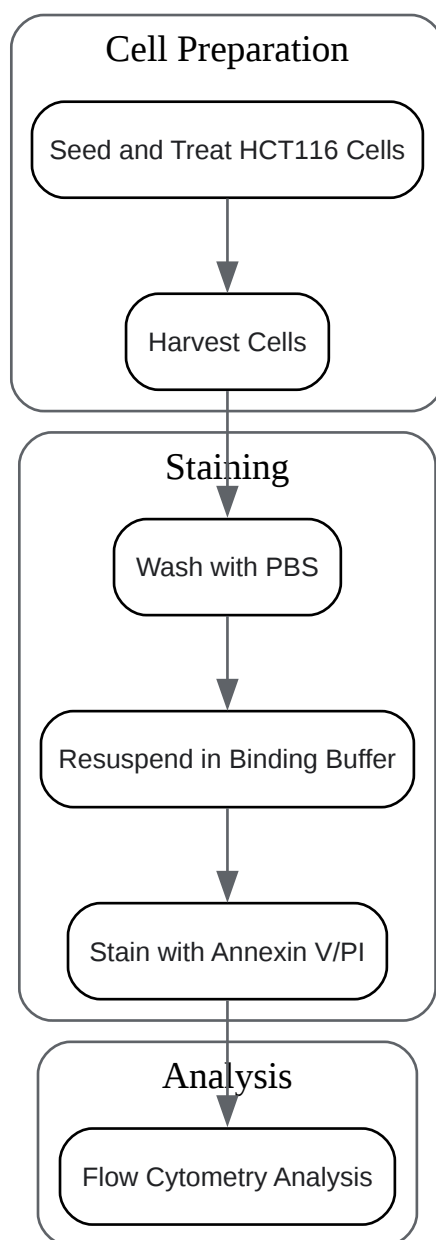 Cell Preparation
Seed and Treat HCT116 Cells
Harvest Cells
Staining
Wash with PBS
Resuspend in Binding Buffer
Stain with Annexin V/PI
Analysis
Flow Cytometry Analysis